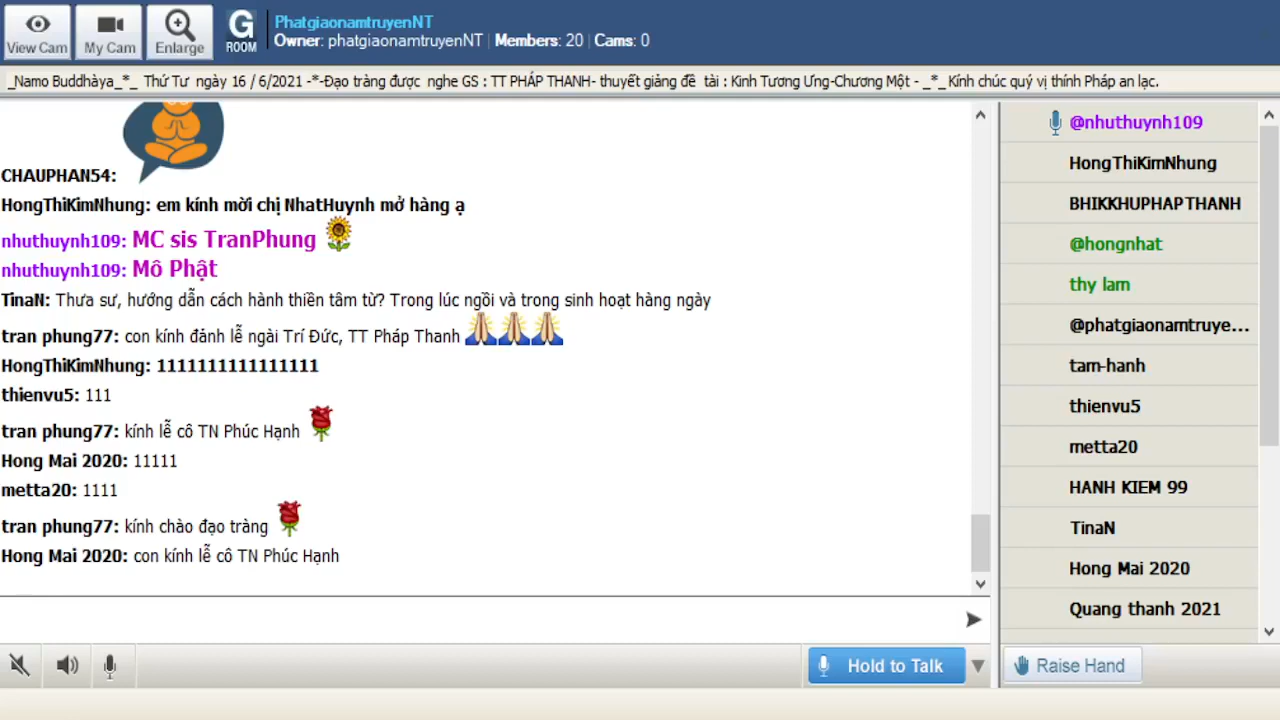 View Cam
My Cam
Enlarge
G
ROOM
PhatgiaonamtruyenNT
Owner: phatgiaonamtruyenNT | Members: 20 | Cams: 0
_Namo Buddhàya_*_ Thứ Tư ngày 16 / 6/2021 -*-Đạo tràng được nghe GS : TT PHÁP THANH- thuyết giảng đề tài : Kinh Tương Ưng-Chương Một - _*_ Kính chúc quý vị thính Pháp an lạc.
CHAUPHAN54:
HongThiKimNhung: em kính mời chị NhatHuynh mở hàng ạ
nhuthuynh109: MC sis TranPhung
nhuthuynh109: Mô Phật
TinaN: Thưa sư, hướng dẫn cách hành thiền tâm từ? Trong lúc ngồi và trong sinh hoạt hàng ngày
tran phung77: con kính đảnh lễ ngài Trí Đức, TT Pháp Thanh
HongThiKimNhung: 1111111111111111
thienvu5: 111
tran phung77: kính lễ cô TN Phúc Hạnh
Hong Mai 2020: 11111
metta20: 1111
tran phung77: kính chào đạo tràng
Hong Mai 2020: con kính lễ cô TN Phúc Hạnh
@nhuthuynh109
HongThiKimNhung
BHIKKHUPHAPTHANH
@hongnhat
thy lam
@phatgiaonamtruye...
tam-hanh
thienvu5
metta20
HANH KIEM 99
TinaN
Hong Mai 2020
Quang thanh 2021
Hold to Talk
Raise Hand